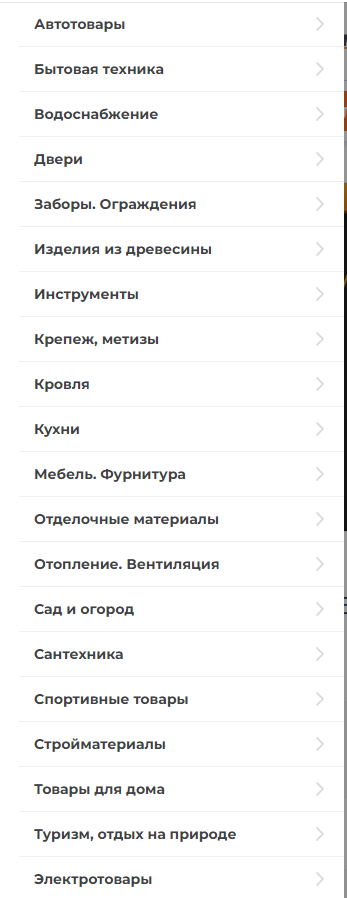 Автотовары
Бытовая техника
Водоснабжение
Двери
Заборы. Ограждения
Изделия из древесины
Инструменты
Крепеж, метизы
Кровля
Кухни
Мебель. Фурнитура
Отделочные материалы
Отопление. Вентиляция
Сад и огород
Сантехника
Спортивные товары
Стройматериалы
Товары для дома
Туризм, отдых на природе
Электротовары